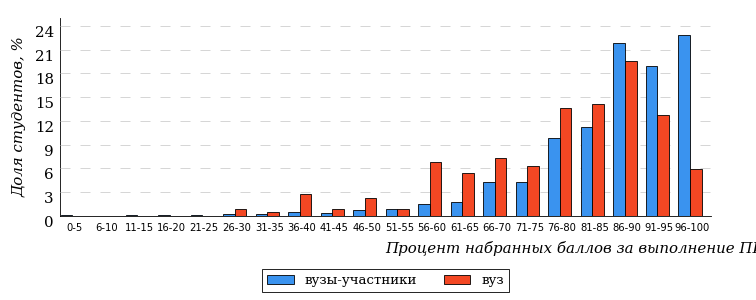 Доля студентов, %
24
21
18
15
12
9
6
3
0
0-5 6-10 11-15 16-20 21-25 26-30 31-35 36-40 41-45 46-50 51-55 56-60 61-65 66-70 71-75 76-80 81-85 86-90 91-95 96-100
Процент набранных баллов за выполнение
вузы-участники вуз